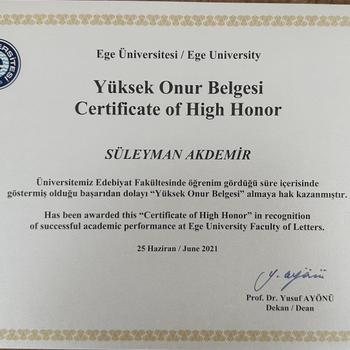 Ege Üniversitesi / Ege University
Yüksek Onur Belgesi
Certificate of High Honor
SÜLEYMAN AKDEMİR
Üniversitemiz Edebiyat Fakültesinde öğrenim gördüğü süre içerisinde
göstermiş olduğu başarıdan dolayı “Yüksek Onur Belgesi” almaya hak kazanmıştır.
Has been awarded this “Certificate of High Honor” in recognition
of successful academic performance at Ege University Faculty of Letters.
25 Haziran / June 2021
Y. AYÖNÜ
Prof. Dr. Yusuf AYÖNÜ
Dekan / Dean